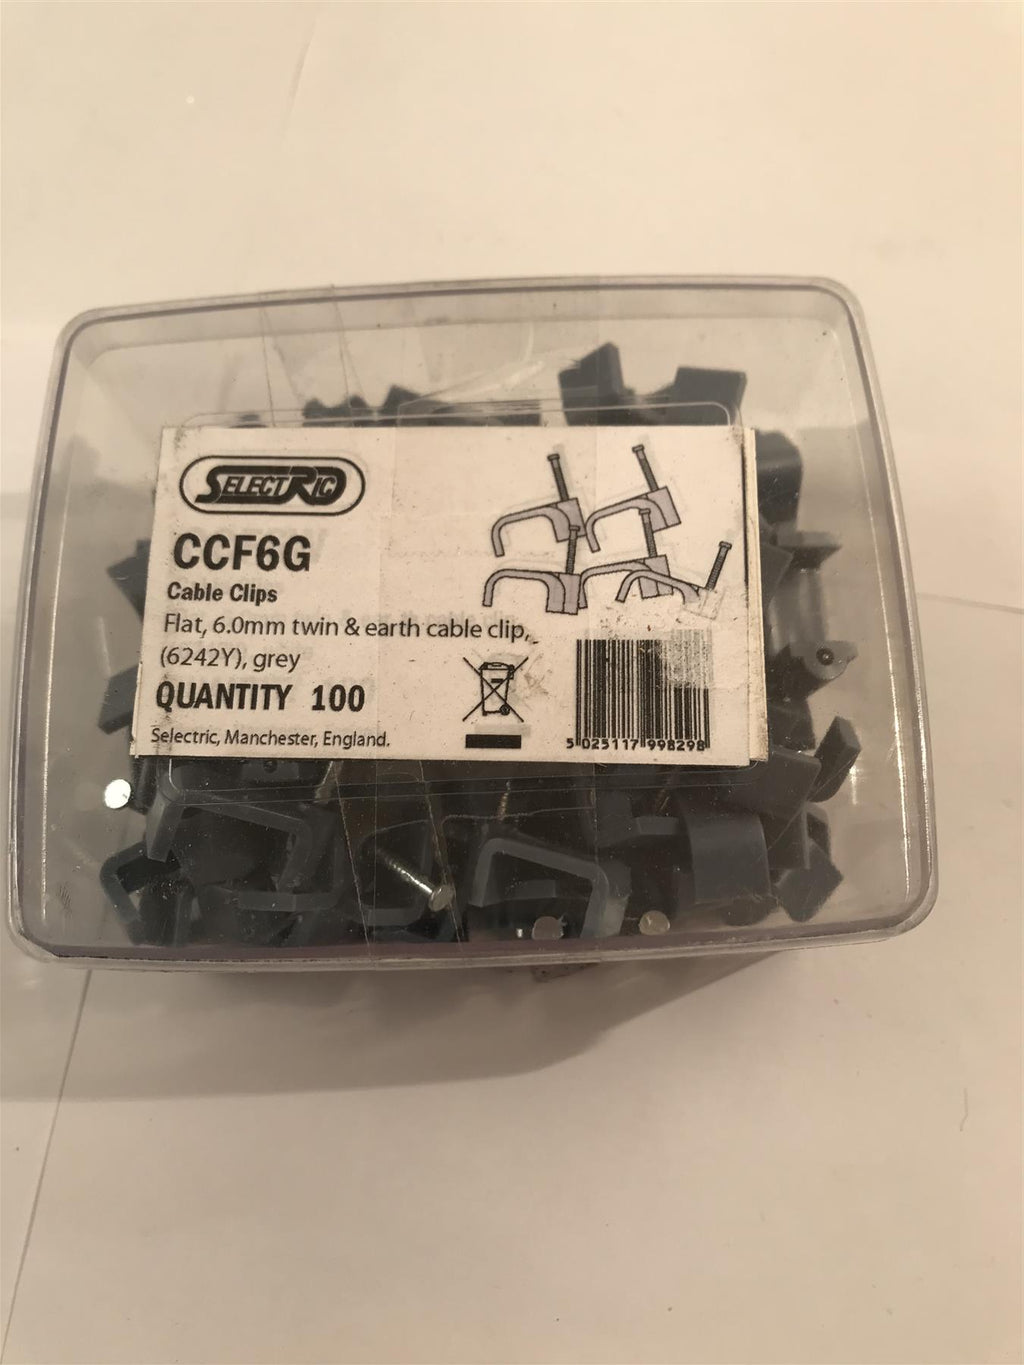 SELECTRIC
CCF6G
Cable Clips
Flat, 6.0mm twin & earth cable clip,
(6242Y), grey
QUANTITY 100
Selectric, Manchester, England.
5 025117 998298